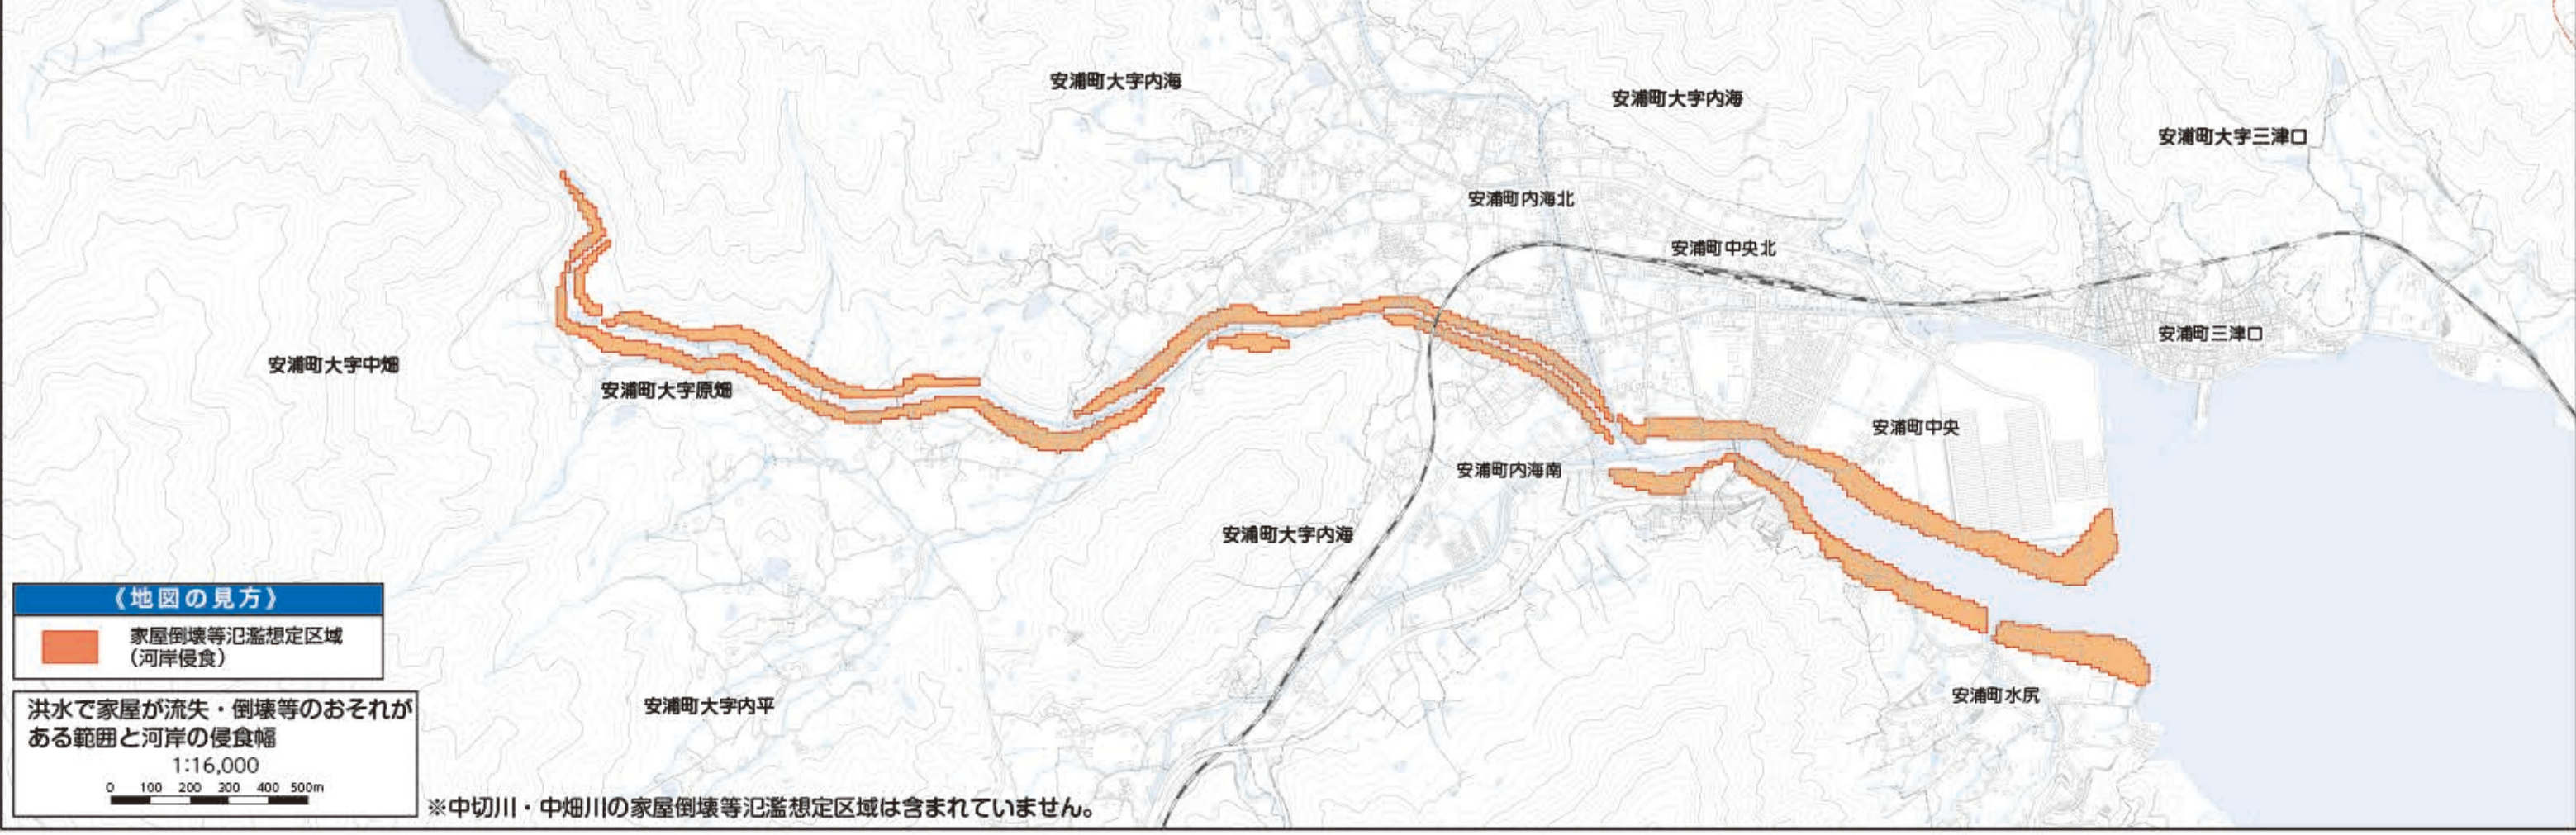 安浦町大字内海
安浦町大字内海
安浦町大字三津口
安浦町内海北
安浦町中央北
安浦町三津口
安浦町大字中畑
安浦町大字原畑
安浦町中央
安浦町内海南
安浦町大字内海
安浦町大字内平
安浦町水尻
《地図の見方》
家屋倒壊等氾濫想定区域
（河岸侵食）
洪水で家屋が流失・倒壊等のおそれが
ある範囲と河岸の侵食幅
1:16,000
0 100 200 300 400 500m
※中切川・中畑川の家屋倒壊等氾濫想定区域は含まれていません。